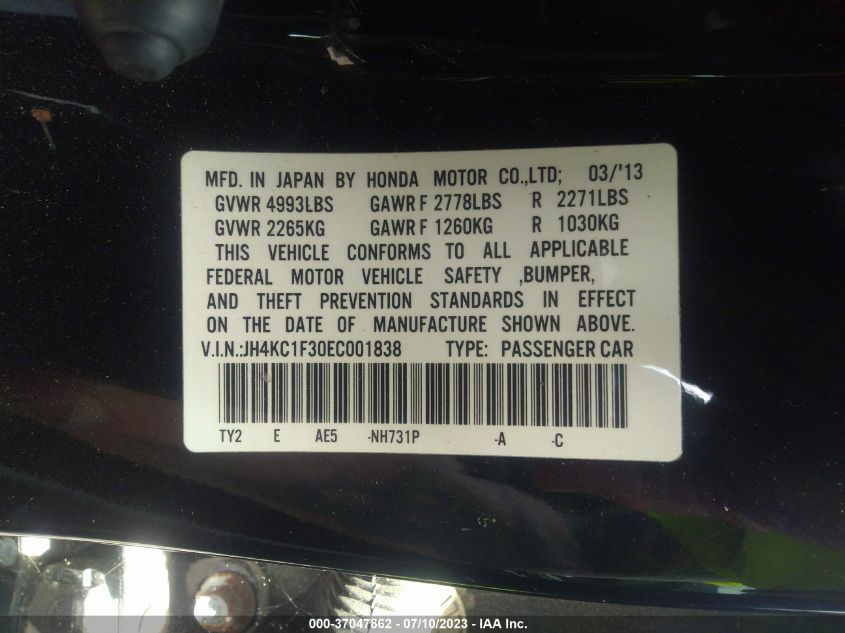 MFD. IN JAPAN BY HONDA MOTOR CO.,LTD; 03/'13
GVWR 4993LBS GAWR F 2778LBS R 2271LBS
GVWR 2265KG GAWR F 1260KG R 1030KG
THIS VEHICLE CONFORMS TO ALL APPLICABLE
FEDERAL MOTOR VEHICLE SAFETY ,BUMPER,
AND THEFT PREVENTION STANDARDS IN EFFECT
ON THE DATE OF MANUFACTURE SHOWN ABOVE.
V.I.N.:JH4KC1F30EC001838 TYPE: PASSENGER CAR
TY2 E AE5 -NH731P -A -C
000-37047862 - 07/10/2023 - IAA Inc.